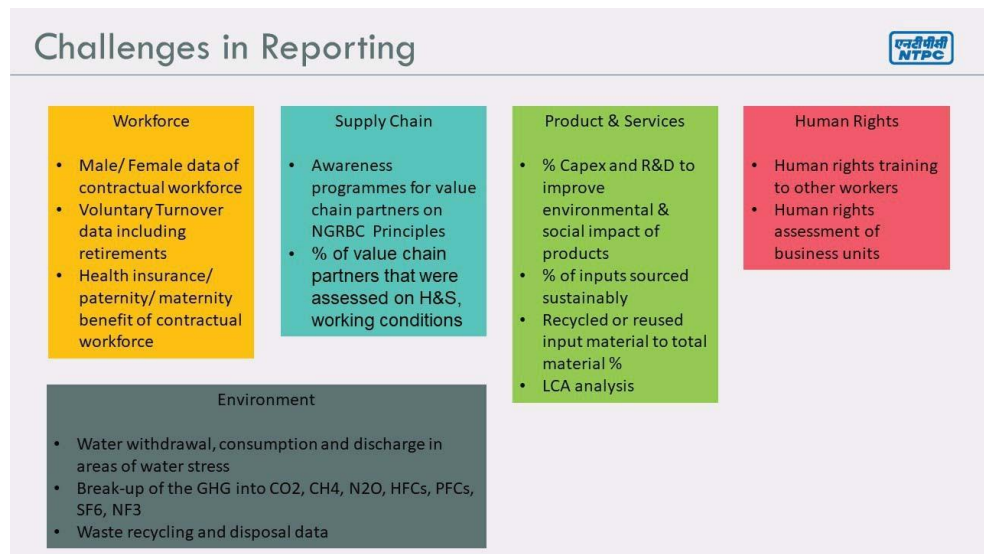 Challenges in Reporting
एनटीपीसी
NTPC
Workforce
• Male/ Female data of
contractual workforce
• Voluntary Turnover
data including
retirements
• Health insurance/
paternity/ maternity
benefit of contractual
workforce
Supply Chain
• Awareness
programmes for value
chain partners on
NGRBC Principles
• % of value chain
partners that were
assessed on H&S,
working conditions
Product & Services
• % Capex and R&D to
improve
environmental &
social impact of
products
• % of inputs sourced
sustainably
• Recycled or reused
input material to total
material %
• LCA analysis
Human Rights
• Human rights training
to other workers
• Human rights
assessment of
business units
Environment
• Water withdrawal, consumption and discharge in
areas of water stress
• Break-up of the GHG into CO2, CH4, N2O, HFCs, PFCs,
SF6, NF3
• Waste recycling and disposal data